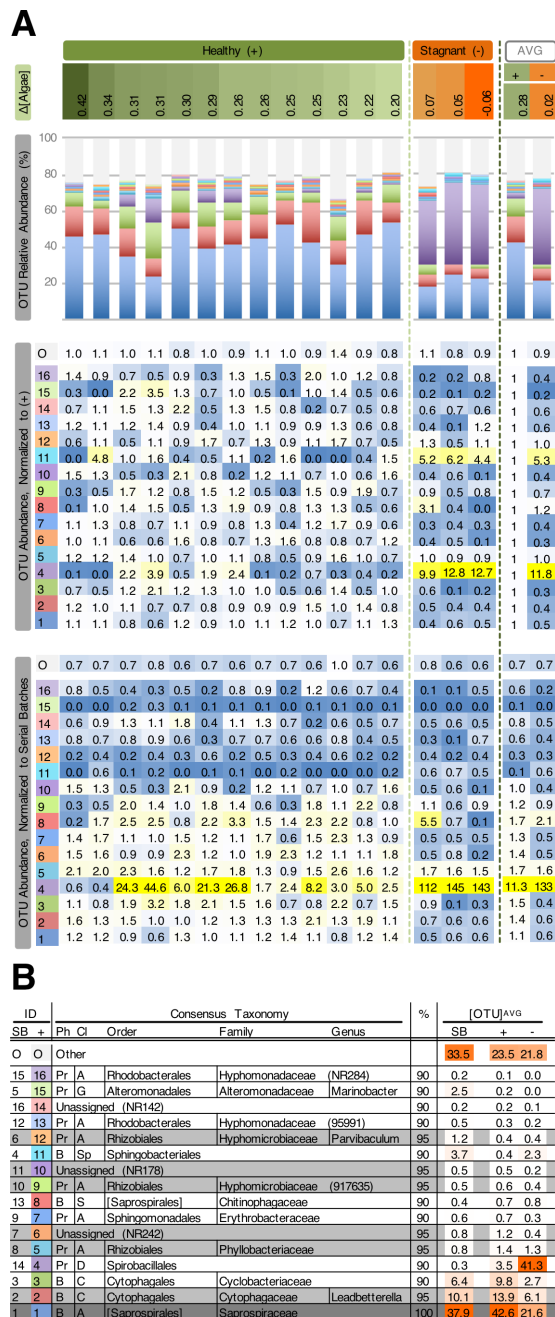 A
Healthy (+) Stagnant (-) AVG
+ -
Δ[Algae] 0.42 0.34 0.31 0.31 0.30 0.29 0.28 0.26 0.25 0.25 0.23 0.22 0.20 0.07 0.05 -0.06 0.28 0.02
OTU Relative Abundance (%)
100
80
60
40
20
OTU Abundance, Normalized to (+)
O 1.0 1.1 1.0 1.1 0.8 1.0 0.9 1.1 1.0 0.9 1.4 0.9 0.8 1.1 0.8 0.9 1 0.9
16 1.4 0.9 0.7 0.5 0.9 0.3 1.3 1.5 0.3 2.0 1.0 1.2 0.8 0.2 0.2 0.8 1 0.4
15 0.3 0.0 2.2 3.5 1.3 0.7 1.0 0.5 0.1 1.0 1.4 0.5 0.4 0.2 0.1 0.2 1 0.2
14 0.7 1.1 1.5 1.3 2.2 0.5 1.3 1.5 0.8 0.2 0.7 0.5 0.8 0.6 0.7 0.6 1 0.6
13 1.2 1.1 1.2 1.4 0.9 0.4 1.0 1.1 0.9 0.9 0.7 0.6 1.1 0.4 0.1 1.2 1 0.6
12 0.6 1.1 0.5 1.1 0.9 1.7 0.7 1.3 0.9 1.1 1.7 0.7 0.5 1.3 0.5 1.1 1 1.0
11 0.0 4.8 1.0 1.6 0.4 0.5 1.1 0.2 1.6 0.0 0.0 0.4 1.5 5.2 6.2 4.4 1 5.3
10 1.5 1.3 0.5 0.3 2.1 0.8 0.2 1.2 1.1 1.0 0.7 0.7 1.6 0.4 0.6 0.1 1 0.4
9 0.3 0.5 1.7 1.2 0.8 1.5 1.2 0.5 0.3 1.5 0.9 1.9 0.7 0.9 0.5 0.8 1 0.7
8 0.1 1.0 1.4 1.5 0.5 1.3 1.9 0.9 0.8 1.3 1.3 0.5 0.6 3.1 0.4 0.0 1 1.2
7 1.1 1.3 0.8 0.7 1.1 0.9 0.8 1.3 0.4 1.2 1.7 0.9 0.6 0.3 0.4 0.3 1 0.4
6 1.0 1.1 0.6 0.6 1.6 0.8 0.7 1.3 1.6 0.8 0.8 1.1 0.7 0.4 0.5 0.1 1 0.3
5 1.2 1.2 1.4 1.0 0.7 1.0 1.1 0.8 0.5 0.9 1.6 1.0 0.7 1.0 0.9 0.9 1 0.9
4 0.1 0.0 2.2 3.9 0.5 1.9 2.4 0.1 0.2 0.7 0.3 0.4 0.2 9.9 12.8 12.7 1 11.8
3 0.7 0.5 1.2 2.1 1.2 1.3 1.0 1.0 0.4 0.5 1.4 0.8 1.0 0.6 0.1 0.2 1 0.3
2 1.2 1.0 1.1 0.7 0.7 0.8 0.9 0.9 0.9 1.5 1.0 1.4 0.8 0.5 0.4 0.4 1 0.4
1 1.1 1.1 0.8 0.6 1.2 0.9 1.0 1.0 1.2 1.0 0.7 1.1 1.3 0.4 0.6 0.5 1 0.5
OTU Abundance, Normalized to Serial Batches
O 0.7 0.7 0.7 0.8 0.6 0.7 0.6 0.7 0.7 0.6 1.0 0.7 0.6 0.8 0.6 0.6 0.7 0.7
16 0.8 0.5 0.4 0.3 0.5 0.2 0.8 0.9 0.2 1.2 0.6 0.7 0.4 0.1 0.1 0.5 0.6 0.2
15 0.0 0.0 0.2 0.3 0.1 0.1 0.1 0.0 0.0 0.1 0.1 0.0 0.0 0.0 0.0 0.0 0.1 0.0
14 0.6 0.9 1.3 1.1 1.8 0.4 1.1 1.3 0.7 0.2 0.6 0.5 0.7 0.5 0.6 0.5 0.8 0.5
13 0.8 0.7 0.8 0.9 0.6 0.3 0.7 0.7 0.6 0.6 0.4 0.4 0.8 0.3 0.1 0.7 0.6 0.4
12 0.2 0.4 0.2 0.4 0.3 0.6 0.2 0.4 0.3 0.4 0.6 0.2 0.2 0.4 0.2 0.4 0.3 0.3
11 0.0 0.6 0.1 0.2 0.0 0.1 0.1 0.0 0.2 0.0 0.0 0.0 0.2 0.6 0.7 0.5 0.1 0.6
10 1.5 1.3 0.5 0.3 2.1 0.9 0.2 1.2 1.1 1.0 0.7 0.7 1.6 0.5 0.6 0.1 1.0 0.4
9 0.3 0.5 2.0 1.4 1.0 1.8 1.4 0.6 0.3 1.8 1.1 2.2 0.8 1.1 0.6 0.9 1.2 0.9
8 0.2 1.7 2.5 2.5 0.8 2.2 3.3 1.5 1.4 2.3 2.2 0.8 1.0 5.5 0.7 0.1 1.7 2.1
7 1.4 1.7 1.1 1.0 1.5 1.2 1.1 1.7 0.6 1.5 2.3 1.3 0.9 0.5 0.5 0.5 1.3 0.5
6 1.5 1.6 0.9 0.9 2.3 1.2 1.0 1.9 2.3 1.2 1.1 1.6 1.0 0.5 0.8 0.2 1.4 0.5
5 2.1 2.0 2.3 1.6 1.2 1.7 1.8 1.3 0.9 1.5 2.6 1.6 1.2 1.7 1.6 1.5 1.7 1.6
4 0.6 0.4 24.3 44.6 6.0 21.3 26.8 1.7 2.4 8.2 3.0 5.0 2.5 112 145 143 11.3 133
3 1.1 0.8 1.9 3.2 1.8 2.1 1.5 1.6 0.7 0.8 2.2 1.3 1.5 0.9 0.1 0.3 1.5 0.4
2 1.6 1.3 1.5 1.0 1.0 1.1 1.2 1.3 1.3 2.1 1.3 1.9 1.1 0.7 0.6 0.6 1.4 0.6
1 1.2 1.2 0.9 0.6 1.3 1.0 1.1 1.2 1.4 1.1 0.8 1.2 1.4 0.5 0.6 0.6 1.1 0.6
B
ID Consensus Taxonomy % [OTU]AVG
SB + Ph Cl Order Family Genus SB + -
O O Other 33.5 23.5 21.8
15 16 Pr A Rhodobacterales Hyphomonadaceae (NR284) 90 0.2 0.1 0.0
5 15 Pr G Alteromonadales Alteromonadaceae Marinobacter 90 2.5 0.2 0.0
16 14 Unassigned (NR142) 90 0.2 0.2 0.1
12 13 Pr A Rhodobacterales Hyphomonadaceae (95991) 90 0.5 0.3 0.2
6 12 Pr A Rhizobiales Hyphomicrobiaceae Parvibaculum 95 1.2 0.4 0.4
4 11 B Sp Sphingobacteriales 90 3.7 0.4 2.3
11 10 Unassigned (NR178) 95 0.5 0.5 0.2
10 9 Pr A Rhizobiales Hyphomicrobiaceae (917635) 95 0.5 0.6 0.4
13 8 B S [Saprospirales] Chitinophagaceae 90 0.4 0.7 0.8
9 7 Pr A Sphingomonadales Erythrobacteraceae 90 0.6 0.7 0.3
7 6 Unassigned (NR242) 95 0.8 1.2 0.4
8 5 Pr A Rhizobiales Phyllobacteriaceae 95 0.8 1.4 1.3
14 4 Pr D Spirobacillales 90 0.3 3.5 41.3
3 3 B C Cytophagales Cyclobacteriaceae 90 6.4 9.8 2.7
2 2 B C Cytophagales Cytophagaceae Leadbetterella 95 10.1 13.9 6.1
1 1 B A [Saprospirales] Saprospiraceae 100 37.9 42.6 21.6